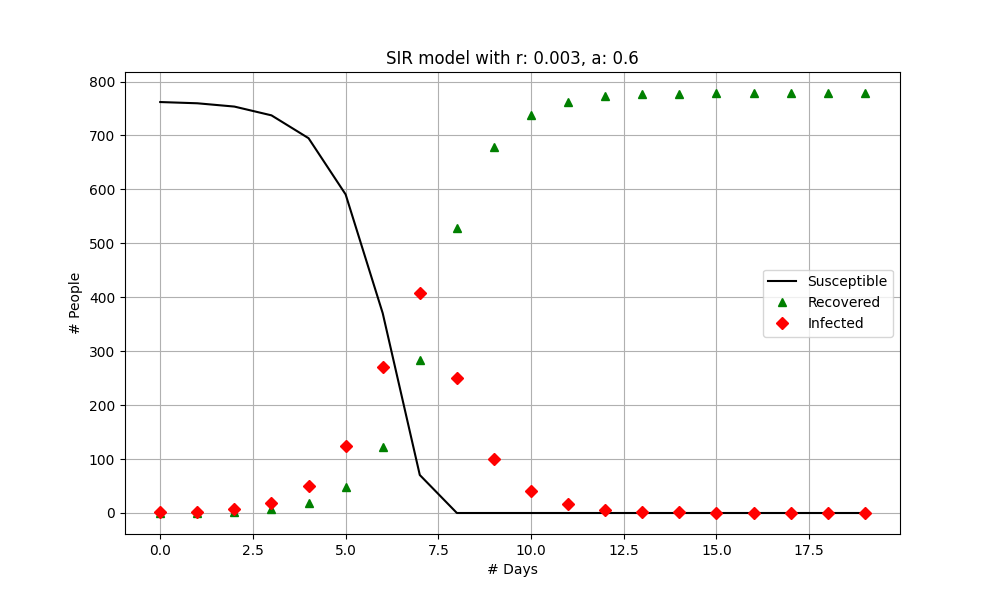 SIR model with r: 0.003, a: 0.6
800
700
600
500
400
300
200
100
0
# People
Susceptible
Recovered
Infected
0.0 2.5 5.0 7.5 10.0 12.5 15.0 17.5
# Days